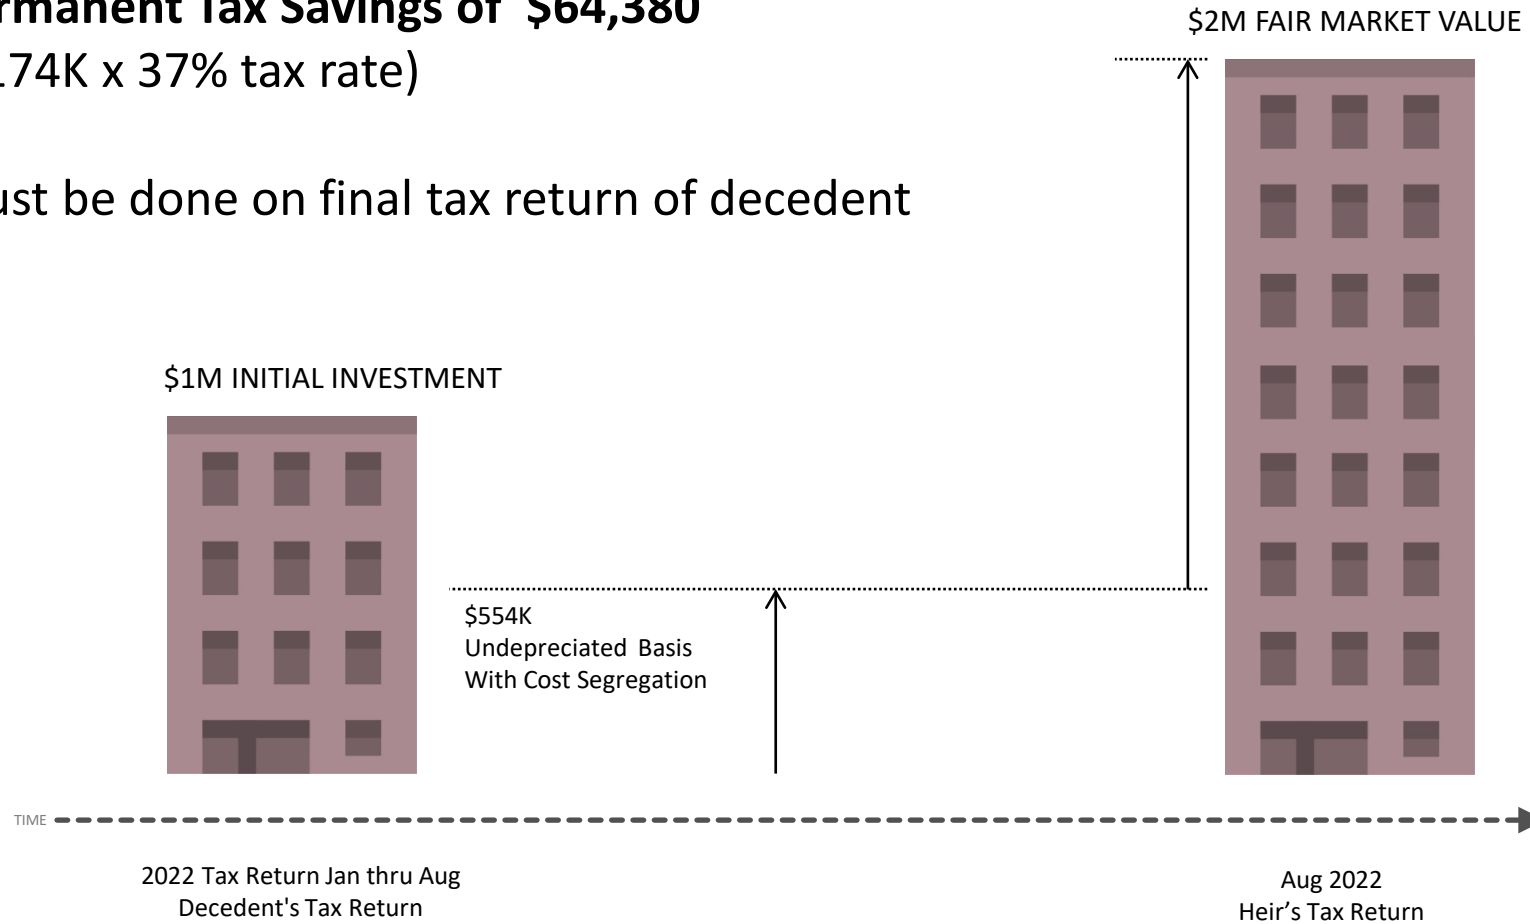 rmanent Tax Savings of $64,380
174K x 37% tax rate)
ust be done on final tax return of decedent
$2M FAIR MARKET VALUE
$1M INITIAL INVESTMENT
$554K
Undepreciated Basis
With Cost Segregation
TIME
2022 Tax Return Jan thru Aug
Decedent's Tax Return
Aug 2022
Heir’s Tax Return